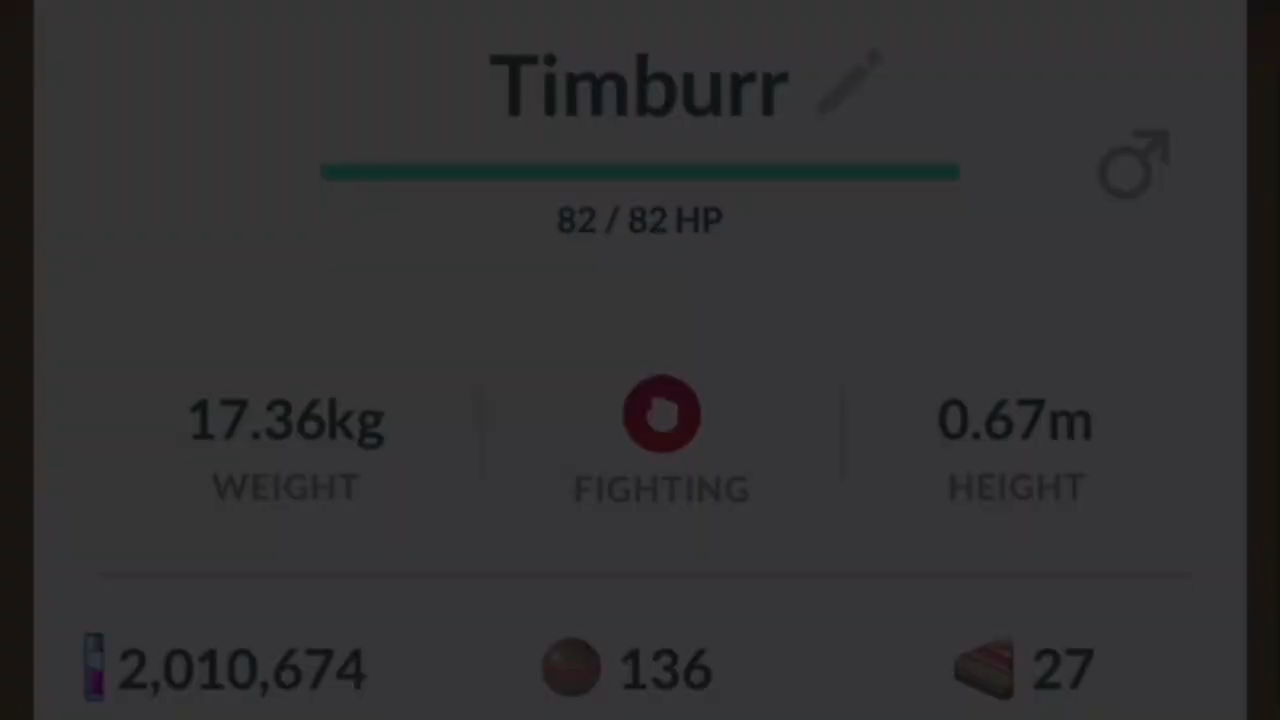 Timburr
82 / 82 HP
17.36kg
WEIGHT
FIGHTING
0.67m
HEIGHT
2,010,674
136
27